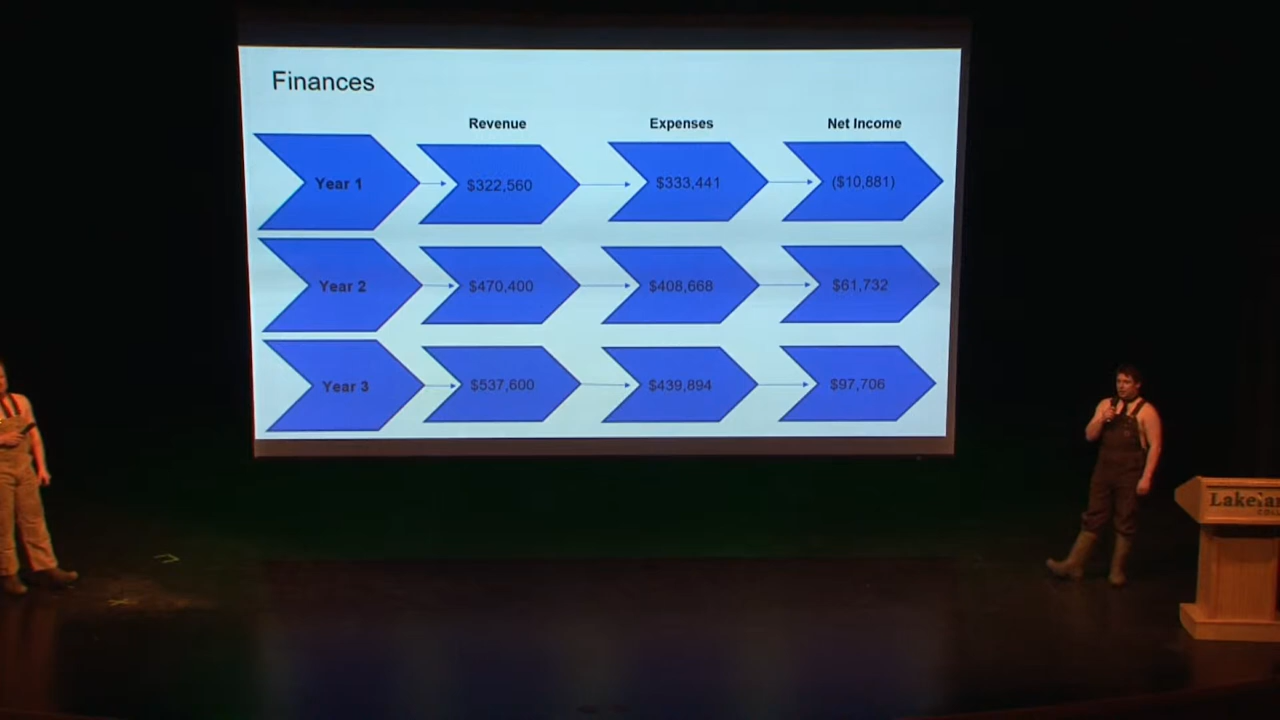 Finances
Revenue Expenses Net Income
Year 1 $322,560 $333,441 ($10,881)
Year 2 $470,400 $408,668 $61,732
Year 3 $537,600 $439,894 $97,706